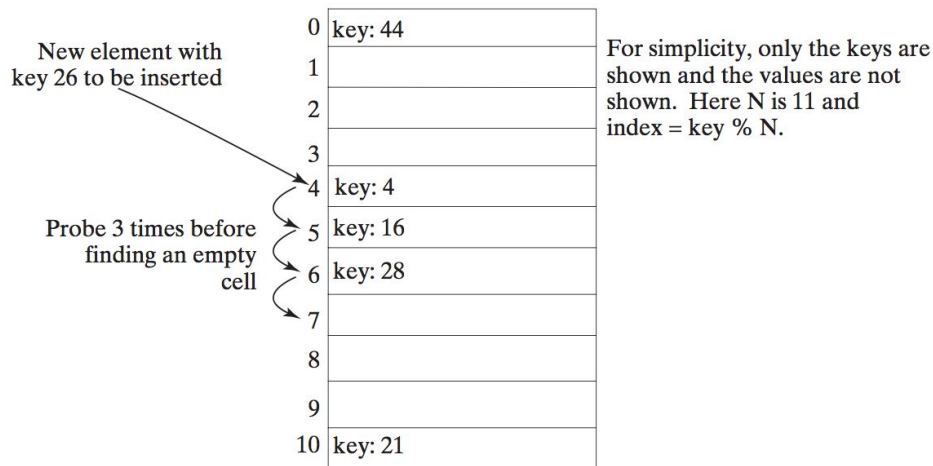 New element with
key 26 to be inserted
0 key: 44
1
2
3
4 key: 4
5 key: 16
6 key: 28
7
8
9
10 key: 21
Probe 3 times before
finding an empty
cell
For simplicity, only the keys are
shown and the values are not
shown. Here N is 11 and
index = key % N.